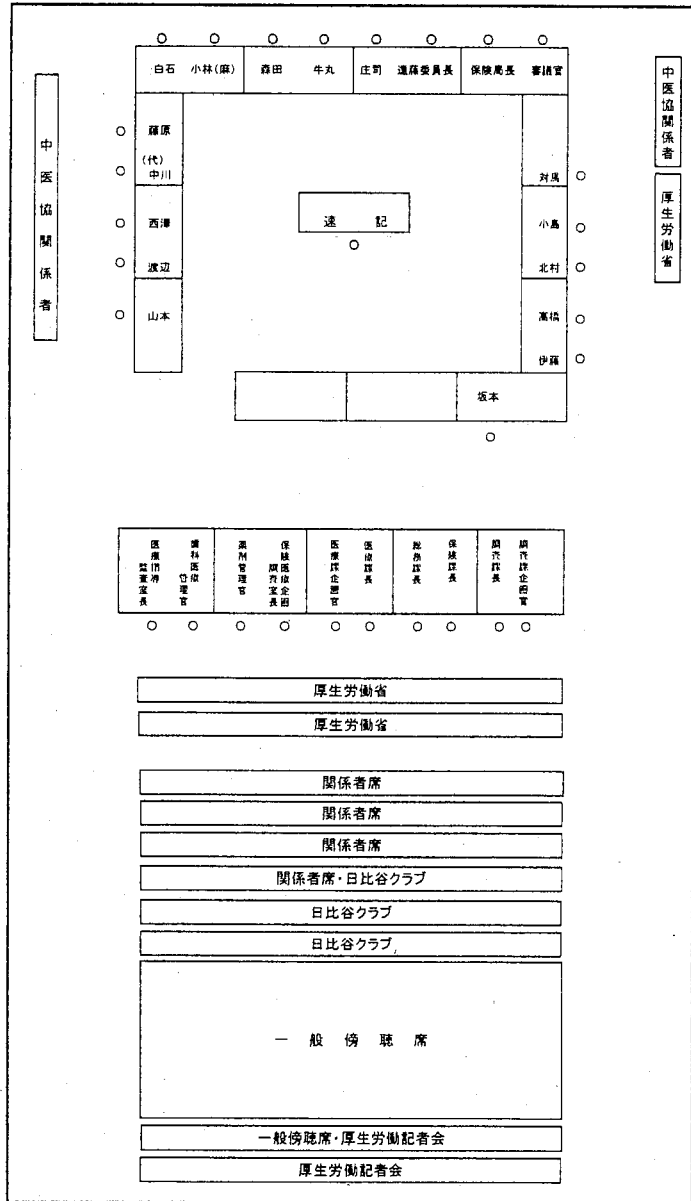 白石 小林(麻) 森田 牛丸 庄司 遠藤委員長 保険局長 審議官
中医協関係者
藤原
(代)
中川
西澤
渡辺
山本
速記
対馬
小島
北村
高橋
伊藤
坂本
中医協関係者
厚生労働省
医療指導監査室長
歯科医療管理官
薬剤管理官
保険医療企画調査室長
医療課企画官
医療課長
総務課長
保険課長
調査課長
調査課企画官
厚生労働省
厚生労働省
関係者席
関係者席
関係者席
関係者席・日比谷クラブ
日比谷クラブ
日比谷クラブ
一般傍聴席
一般傍聴席・厚生労働記者会
厚生労働記者会